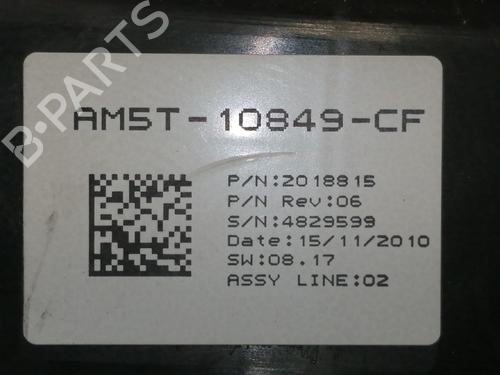 B-PARTS
AM5T-10849-CF
P/N:2018815
P/N Rev:06
S/N:4829599
Date:15/11/2010
SW:08.17
ASSY LINE:02